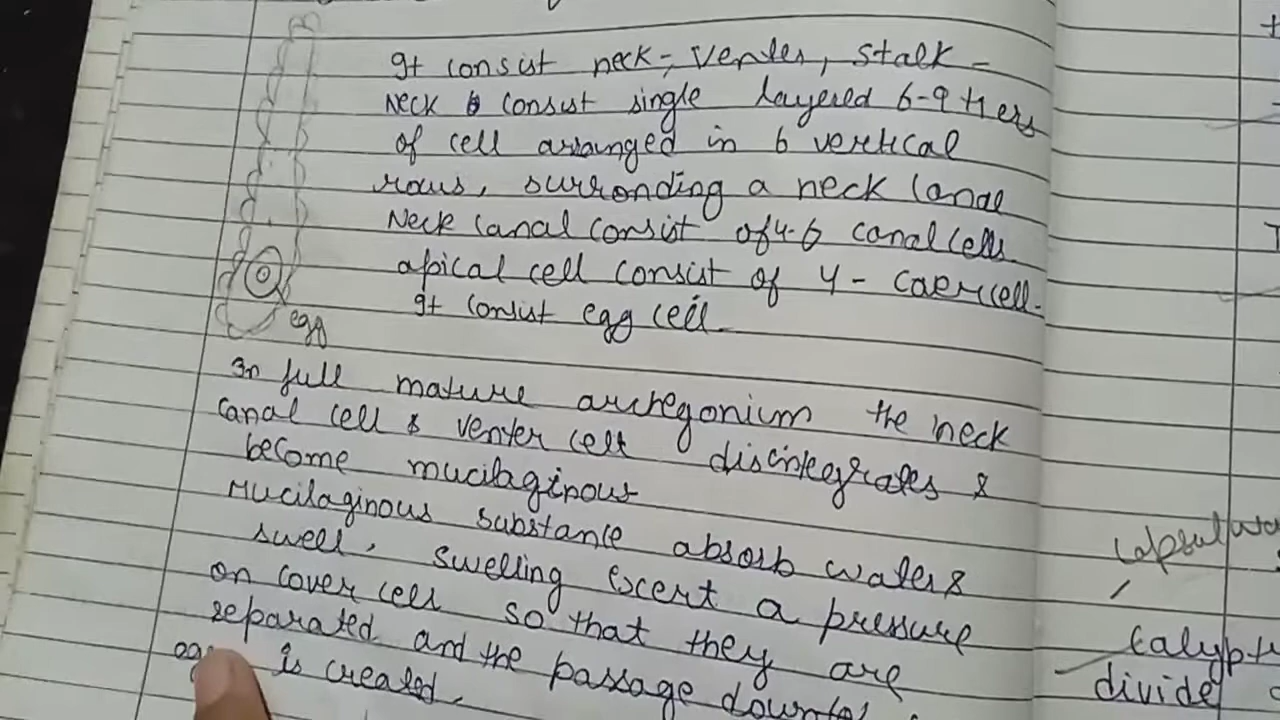 It consist neck-, Venter, stalk -
Neck consist single layered 6-9 tiers
of cell arranged in 6 vertical
rows, surronding a neck canal
Neck canal consist of 4-6 canal cells
apical cell consist of 4 - coercell-
It consist egg cell-
egg
In full mature archegonium the neck
canal cell & venter cell disintegrates &
become mucilaginous
Mucilaginous substance absorb water &
swell, swelling excert a pressure
on cover cell so that they are
separated and the passage down to
is created.
Capsul
Calypt
divide